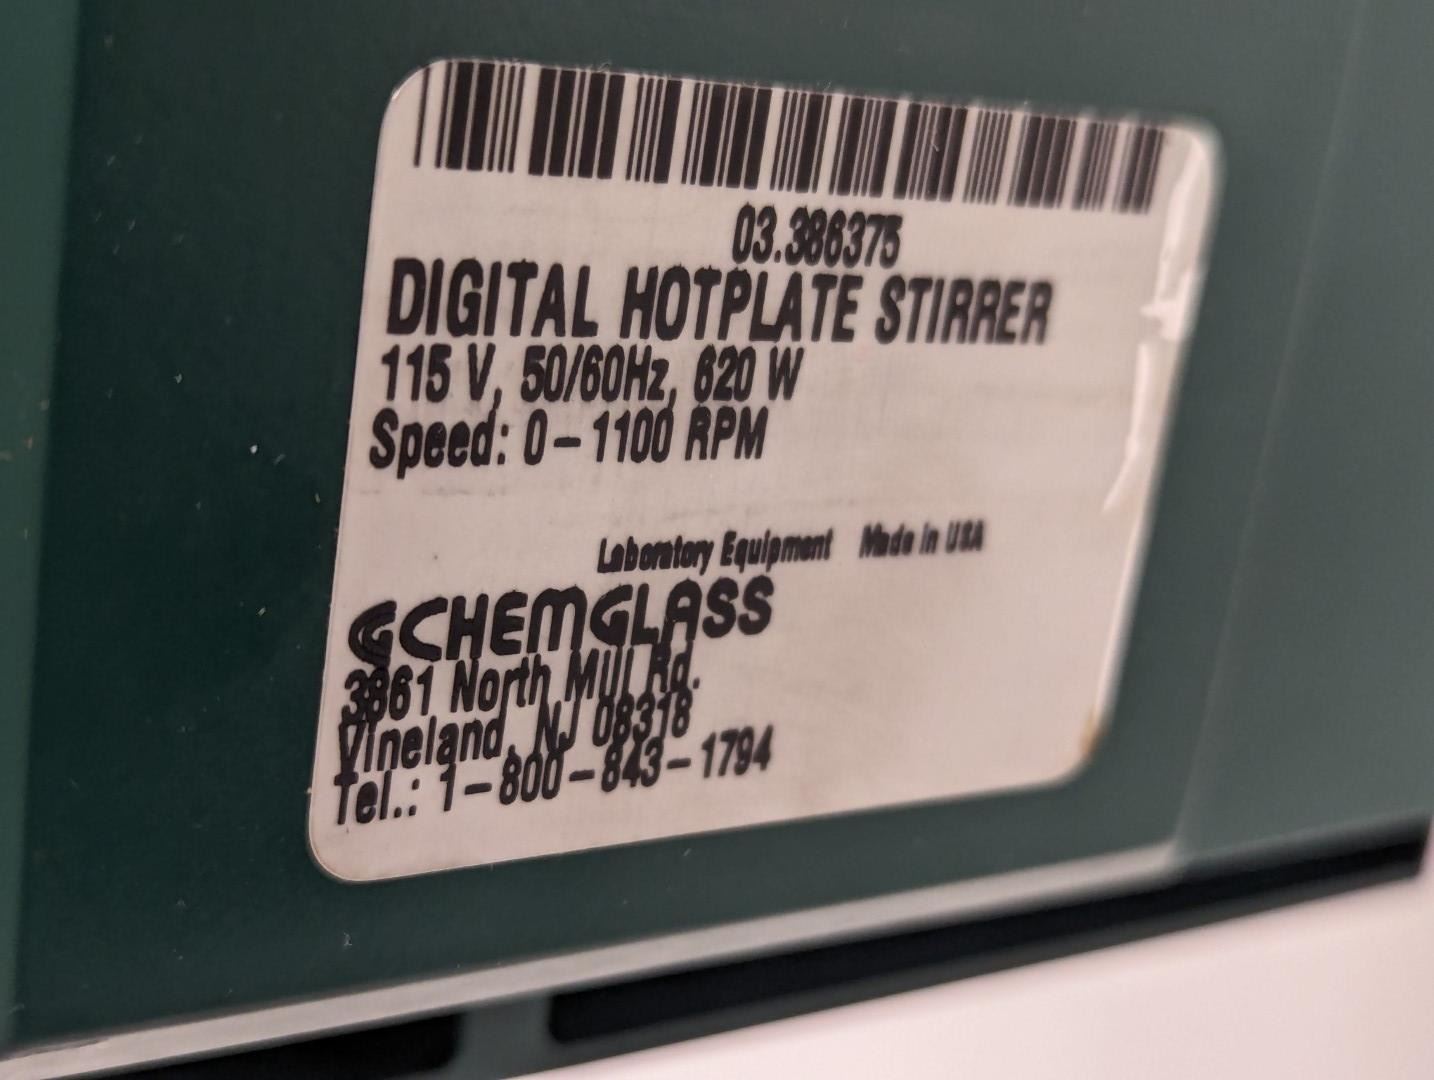 03.386375
DIGITAL HOTPLATE STIRRER
115 V, 50/60Hz, 620 W
Speed: 0-1100 RPM
Laboratory Equipment Made in USA
CHEMGLASS
3861 North Mill Rd.
Vineland, NJ 08318
Tel.: 1-800-843-1794